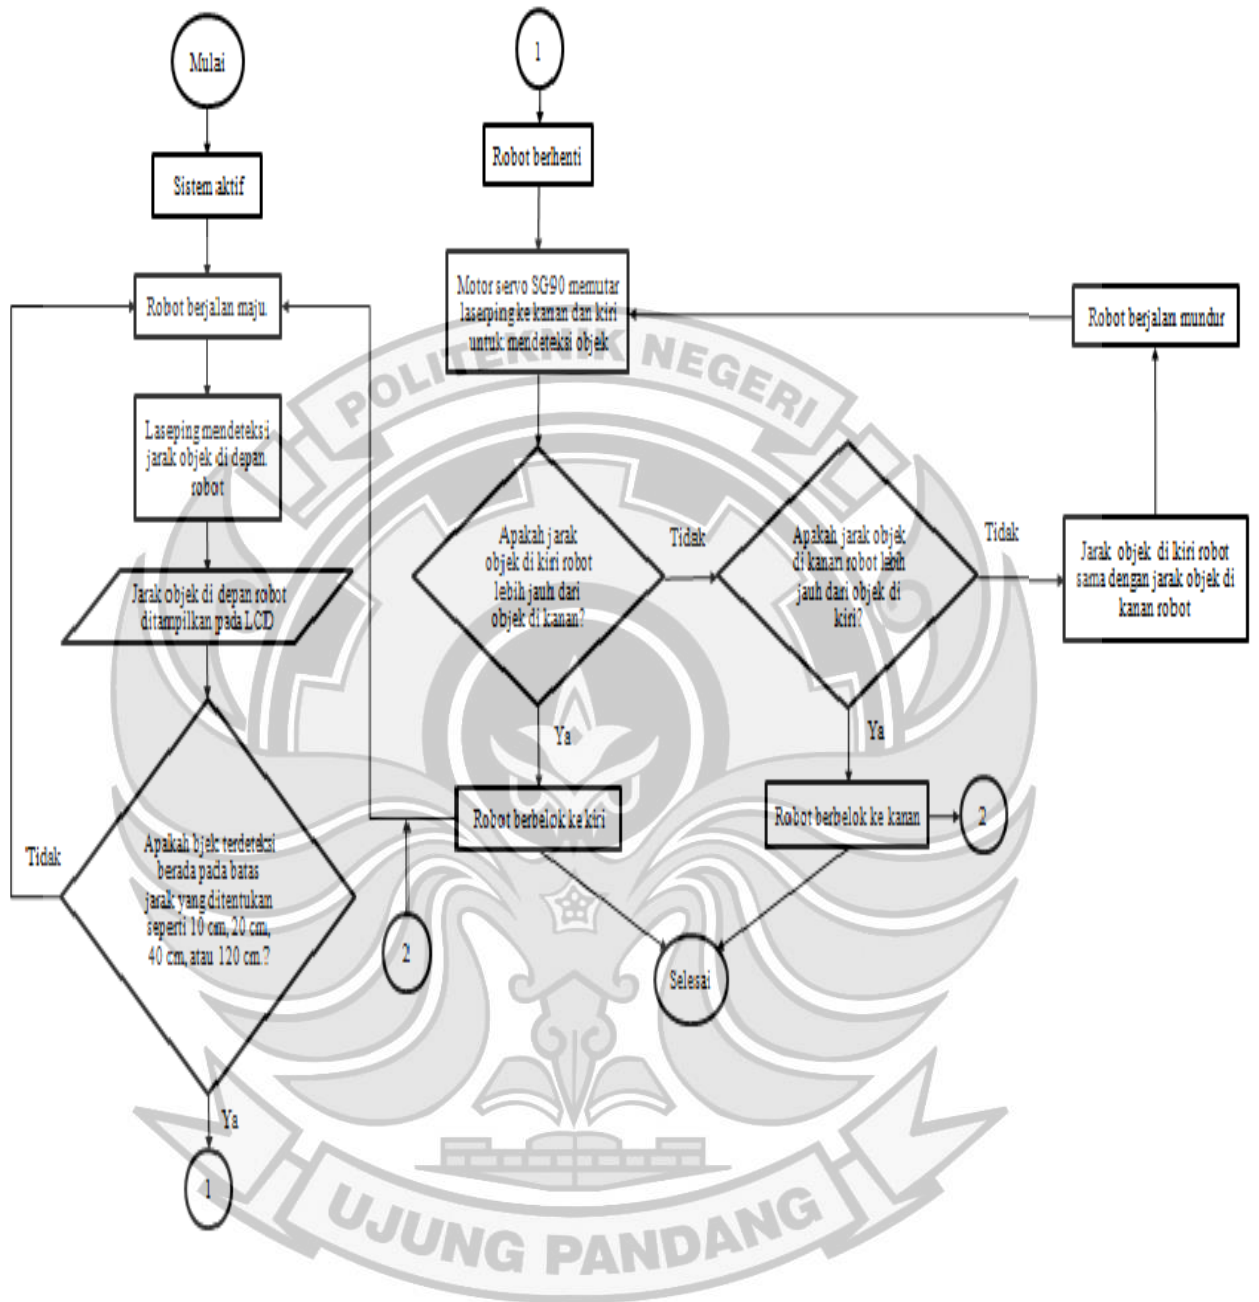 Mulai
Sistem aktif
Robot berjalan maju.
Laseping mendeteksi
jarak objek di depan
robot
Jarak objek di depan robot
ditampilkan pada LCD
Apakah bjek terdeteksi
berada pada batas
jarak yang ditentukan
seperti 10 cm, 20 cm,
40 cm, atau 120 cm.?
Tidak
Ya
1
1
Robot berhenti
Motor servo SG90 memutar
laserping ke kanan dan kiri
untuk mendeteksi objek
Apakah jarak
objek di kiri robot
lebih jauh dari
objek di kanan?
Tidak
Ya
Robot berbelok ke kiri
2
Apakah jarak objek
di kanan robot lebih
jauh dari objek di
kiri?
Tidak
Ya
Robot berbelok ke kanan
2
Selesai
Jarak objek di kiri robot
sama dengan jarak objek di
kanan robot
Robot berjalan mundur
POLITEKNIK NEGERI
UJUNG PANDANG